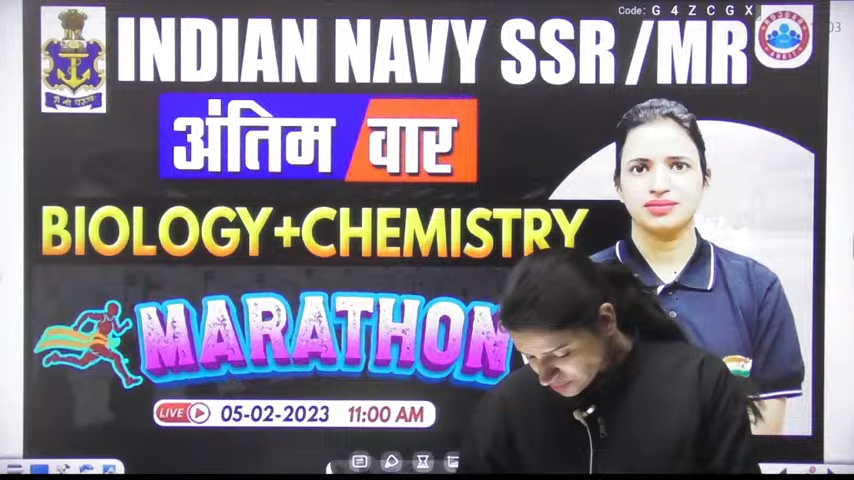 Code: G 4 Z C G X
INDIAN NAVY SSR/MR
अंतिम वार
BIOLOGY+CHEMISTRY
MARATHON
LIVE 05-02-2023 11:00 AM